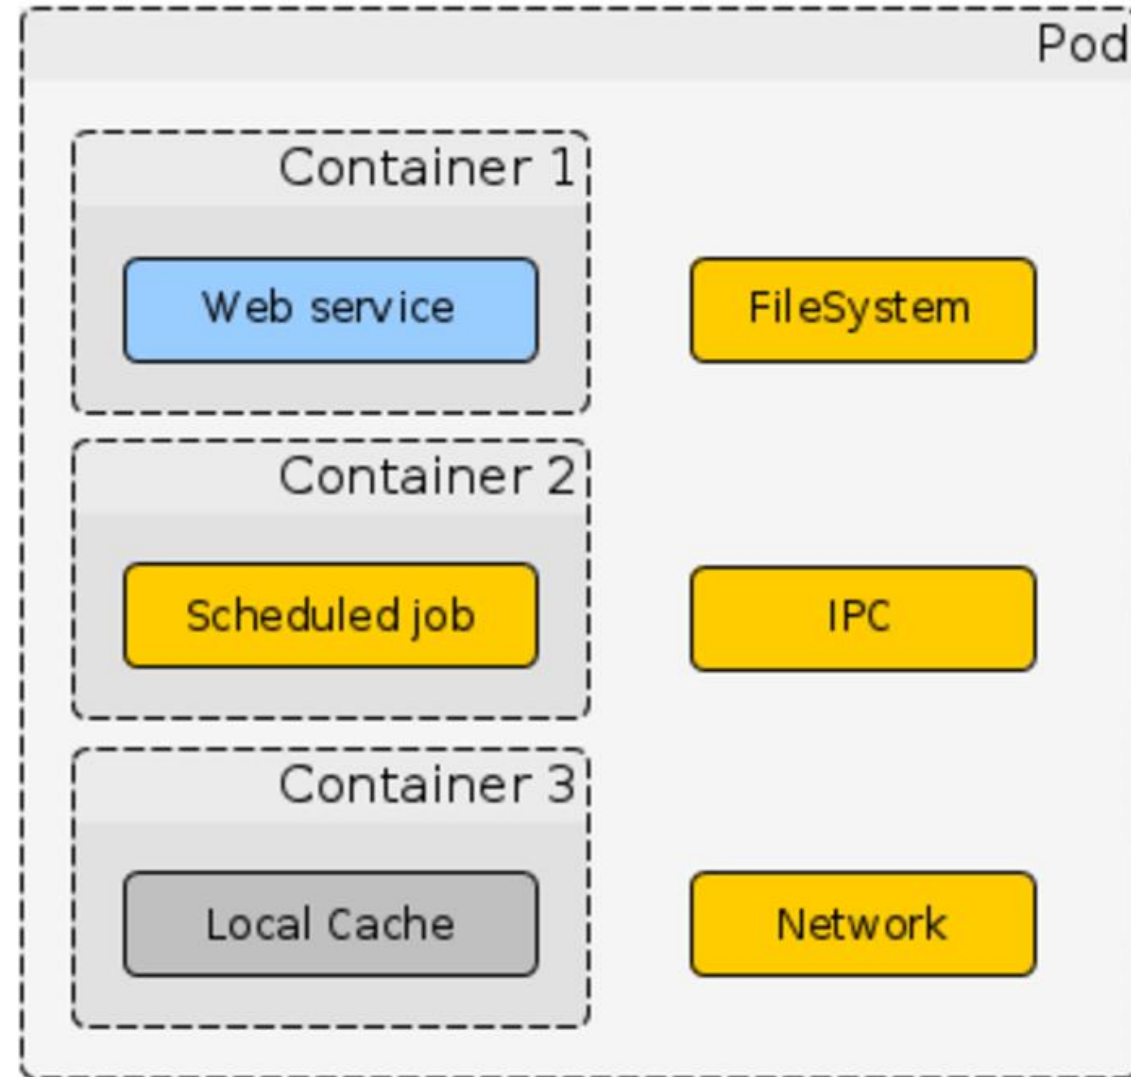 Pod
Container 1
Web service
FileSystem
Container 2
Scheduled job
IPC
Container 3
Local Cache
Network